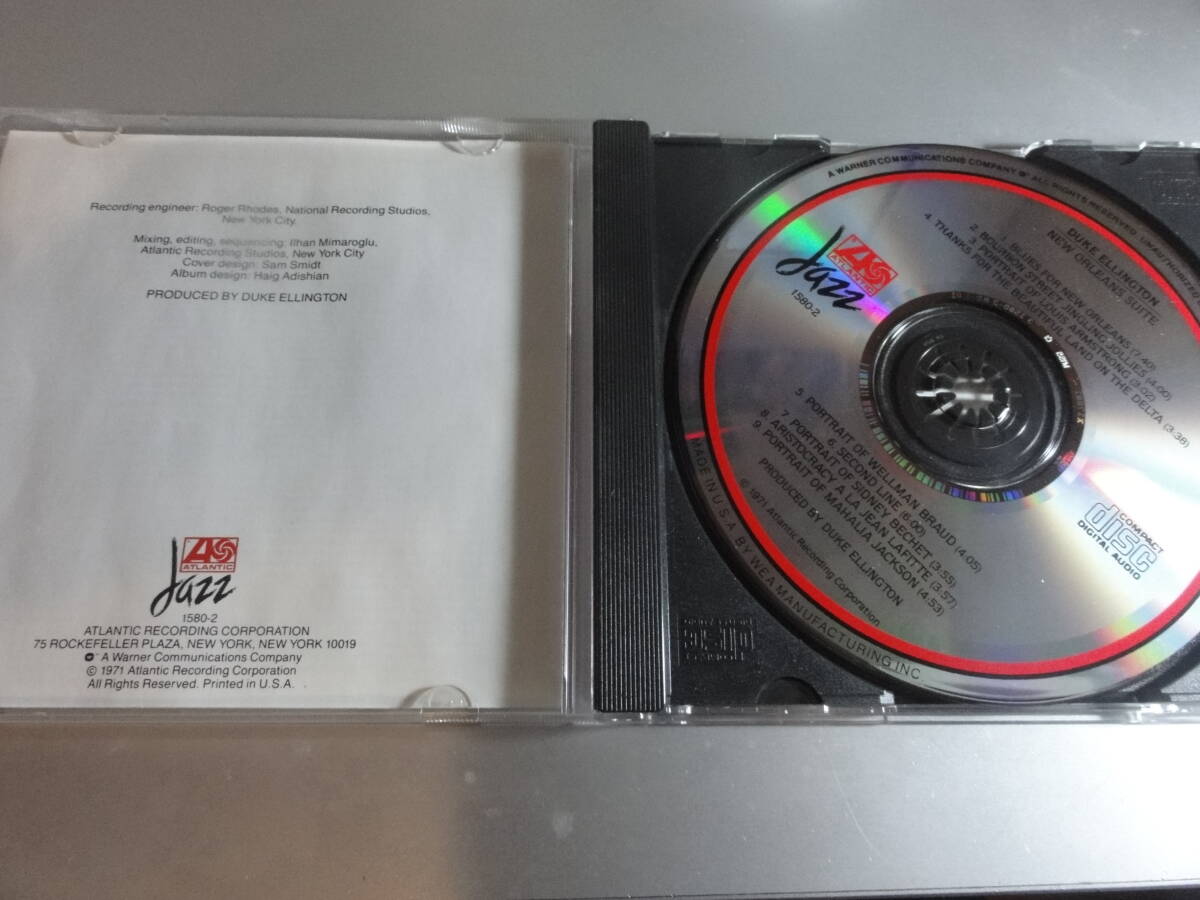 Recording engineer: Roger Rhodes, National Recording Studios,
New York City
Mixing, editing, sequencing: Ilhan Mimaroglu,
Atlantic Recording Studios, New York City
Cover design: Sam Smidt
Album design: Haig Adishian
PRODUCED BY DUKE ELLINGTON
ATLANTIC
Jazz
1580-2
ATLANTIC RECORDING CORPORATION
75 ROCKEFELLER PLAZA, NEW YORK, NEW YORK 10019
A Warner Communications Company
© 1971 Atlantic Recording Corporation
All Rights Reserved. Printed in U.S.A.
A WARNER COMMUNICATIONS COMPANY ALL RIGHTS RESERVED. UNAUTHORIZED
DUKE ELLINGTON
NEW ORLEANS SUITE
1. BLUES FOR NEW ORLEANS (7:40)
2. BOURBON STREET JINGLING JOLLIES (4:00)
3. PORTRAIT OF LOUIS ARMSTRONG (3:02)
4. THANKS FOR THE BEAUTIFUL LAND ON THE DELTA (3:38)
ATLANTIC
Jazz
1580-2
5. PORTRAIT OF WELLMAN BRAUD (4:05)
6. SECOND LINE (6:00)
7. PORTRAIT OF SIDNEY BECHET (3:55)
8. ARISTOCRACY A LA JEAN LAFITTE (3:57)
9. PORTRAIT OF MAHALIA JACKSON (4:53)
PRODUCED BY DUKE ELLINGTON
© 1971 Atlantic Recording Corporation
COMPACT
disc
DIGITAL AUDIO
MADE IN U.S.A. BY WEA MANUFACTURING INC